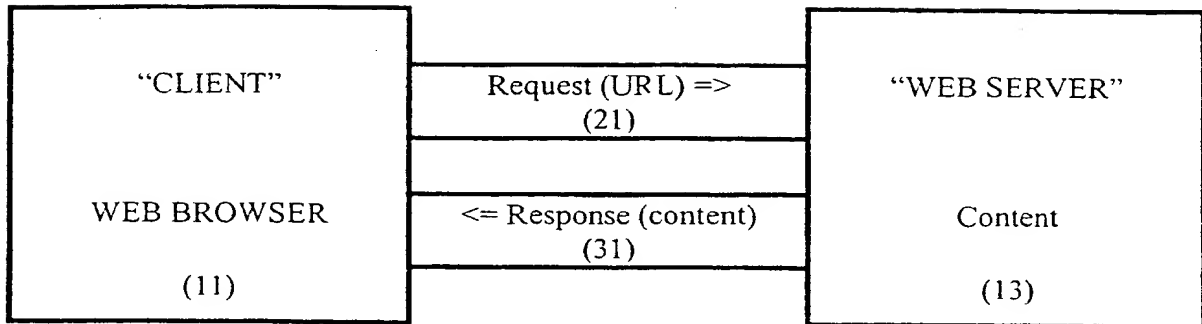 “CLIENT”
WEB BROWSER
(11)
Request (URL) =>
(21)
<= Response (content)
(31)
“WEB SERVER”
Content
(13)